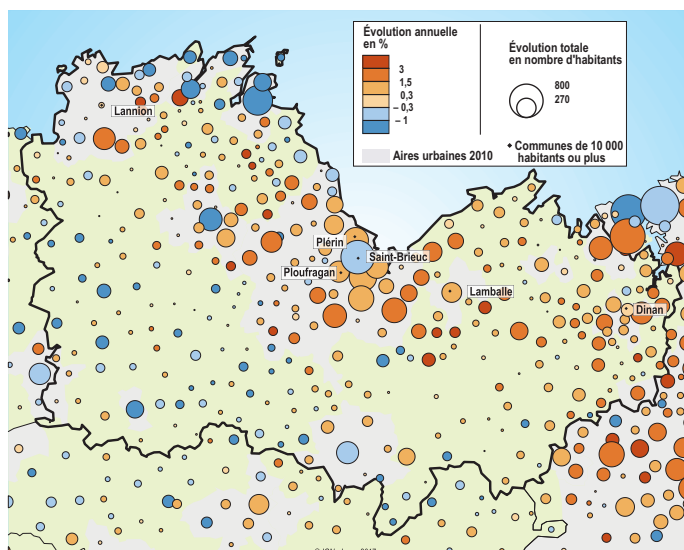 Évolution annuelle
en %
3
1,5
0,3
– 0,3
– 1
Évolution totale
en nombre d'habitants
800
270
Aires urbaines 2010
Communes de 10 000
habitants ou plus
Lannion
Plérin
Saint-Brieuc
Ploufragan
Lamballe
Dinan